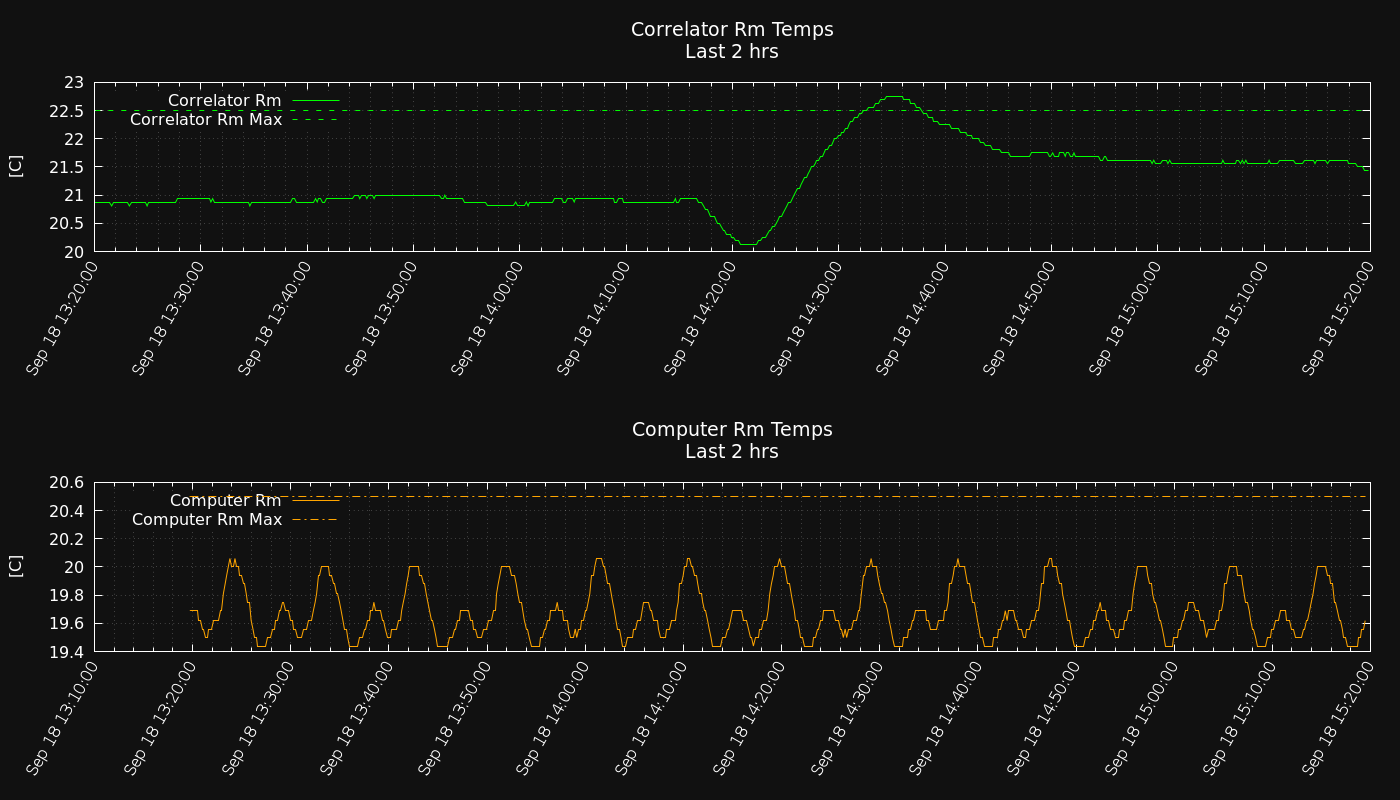 Correlator Rm Temps
Last 2 hrs
23
22.5
22
21.5
21
20.5
20
[C]
Correlator Rm
Correlator Rm Max
Sep 18 13:20:00
Sep 18 13:30:00
Sep 18 13:40:00
Sep 18 13:50:00
Sep 18 14:00:00
Sep 18 14:10:00
Sep 18 14:20:00
Sep 18 14:30:00
Sep 18 14:40:00
Sep 18 14:50:00
Sep 18 15:00:00
Sep 18 15:10:00
Sep 18 15:20:00
Computer Rm Temps
Last 2 hrs
20.6
20.4
20.2
20
19.8
19.6
19.4
[C]
Computer Rm
Computer Rm Max
Sep 18 13:10:00
Sep 18 13:20:00
Sep 18 13:30:00
Sep 18 13:40:00
Sep 18 13:50:00
Sep 18 14:00:00
Sep 18 14:10:00
Sep 18 14:20:00
Sep 18 14:30:00
Sep 18 14:40:00
Sep 18 14:50:00
Sep 18 15:00:00
Sep 18 15:10:00
Sep 18 15:20:00